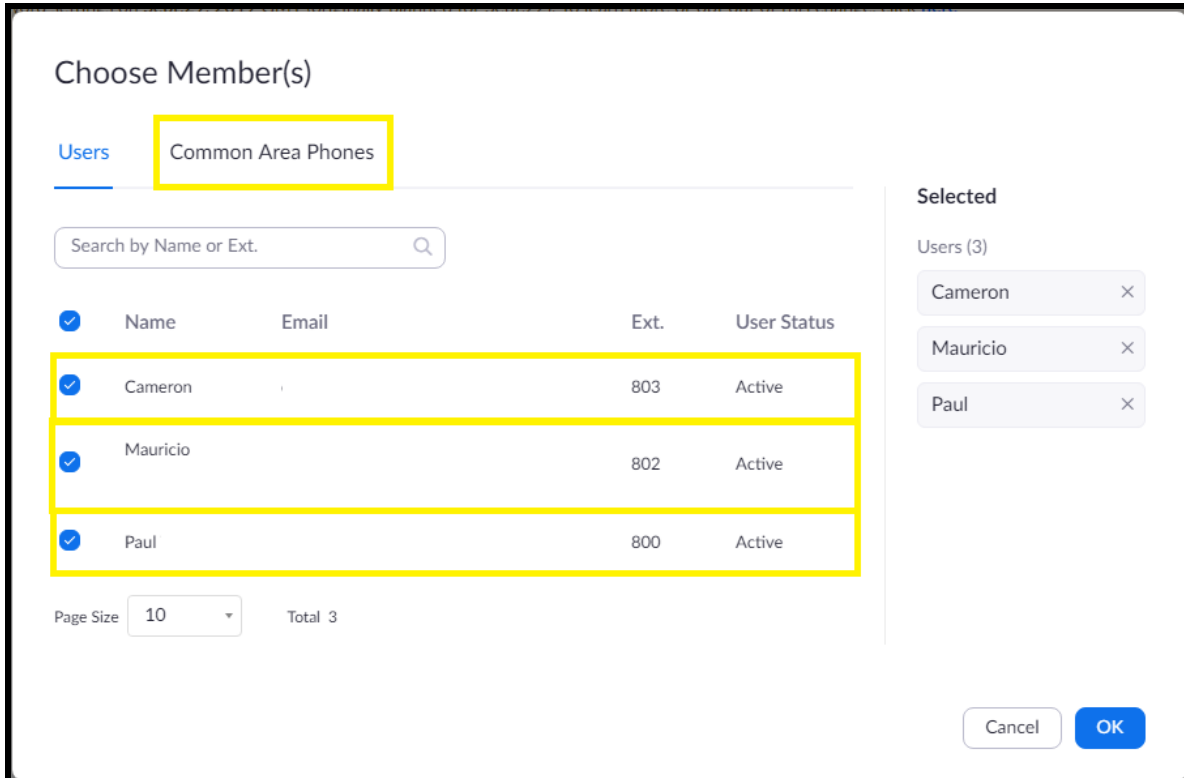 Choose Member(s)
Users Common Area Phones
Search by Name or Ext.
Name Email Ext. User Status
Cameron 803 Active
Mauricio 802 Active
Paul 800 Active
Page Size 10 Total 3
Selected
Users (3)
Cameron
Mauricio
Paul
Cancel OK